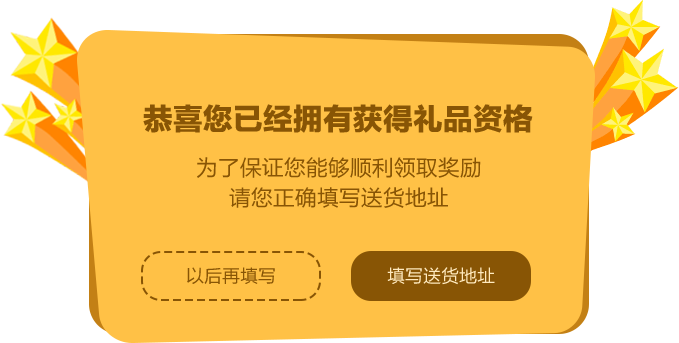 恭喜您已经拥有获得礼品资格
为了保证您能够顺利领取奖励
请您正确填写送货地址
以后再填写
填写送货地址